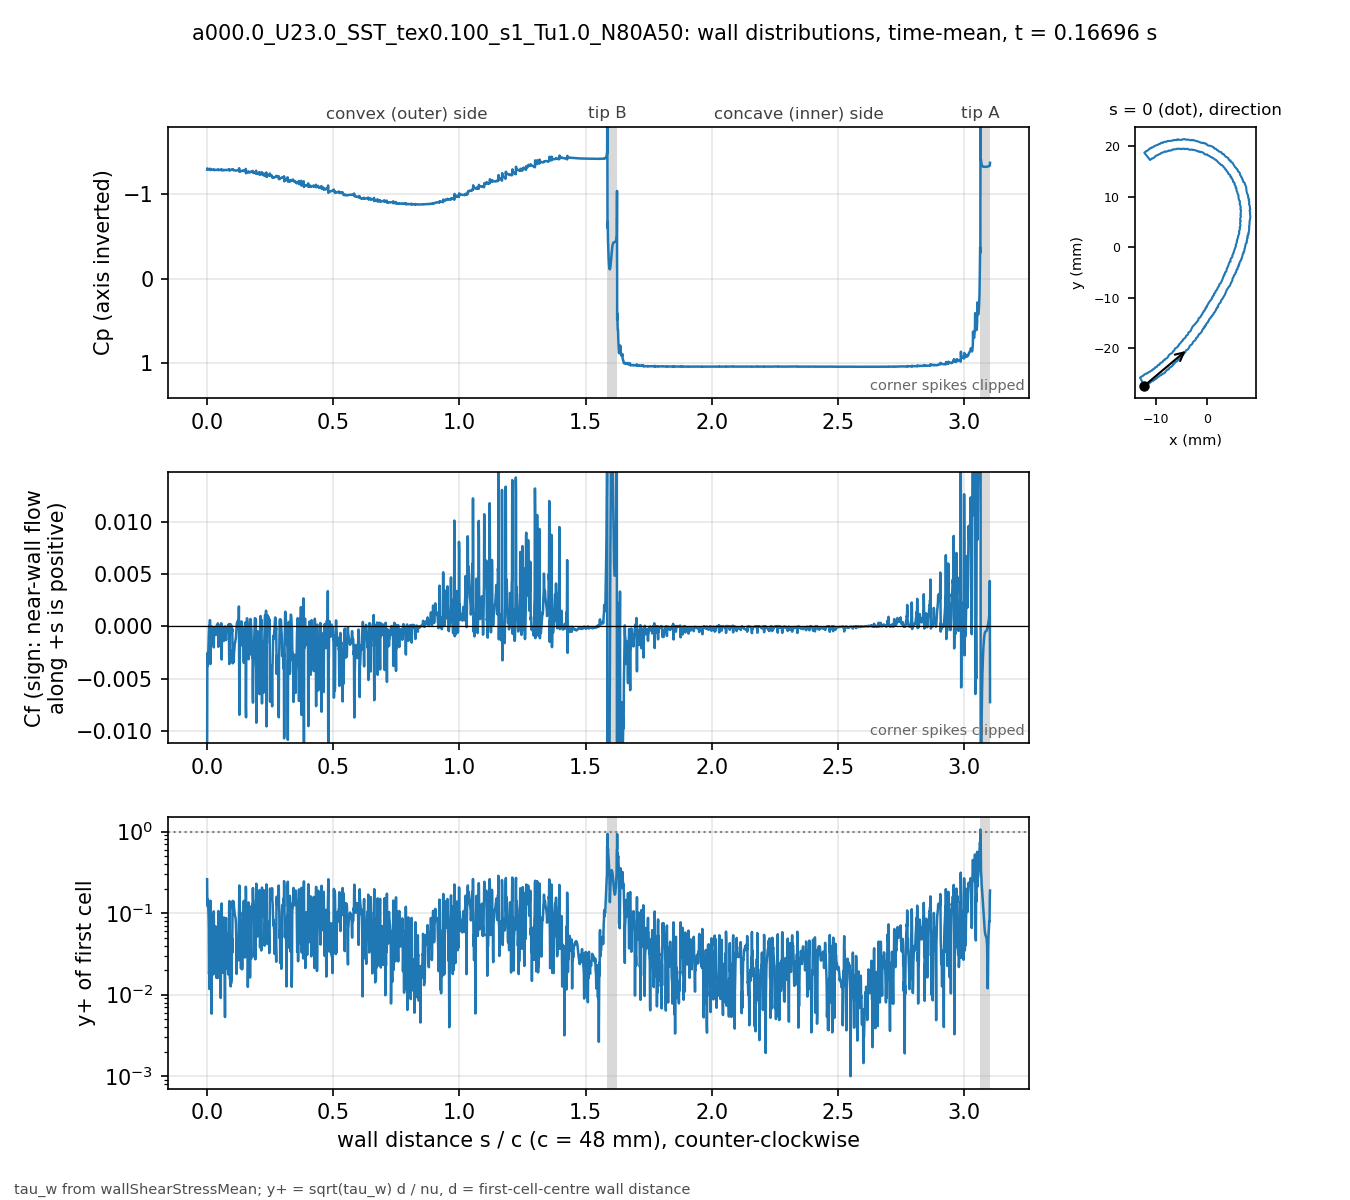 a000.0_U23.0_SST_tex0.100_s1_Tu1.0_N80A50: wall distributions, time-mean, t = 0.16696 s
convex (outer) side
tip B
concave (inner) side
tip A
s = 0 (dot), direction
Cp (axis inverted)
−1
0
1
corner spikes clipped
0.0
0.5
1.0
1.5
2.0
2.5
3.0
y (mm)
20
10
0
−10
−20
−10
0
x (mm)
Cf (sign: near-wall flow
along +s is positive)
0.010
0.005
0.000
−0.005
−0.010
corner spikes clipped
0.0
0.5
1.0
1.5
2.0
2.5
3.0
y+ of first cell
10⁰
10⁻¹
10⁻²
10⁻³
0.0
0.5
1.0
1.5
2.0
2.5
3.0
wall distance s / c (c = 48 mm), counter-clockwise
tau_w from wallShearStressMean; y+ = sqrt(tau_w) d / nu, d = first-cell-centre wall distance